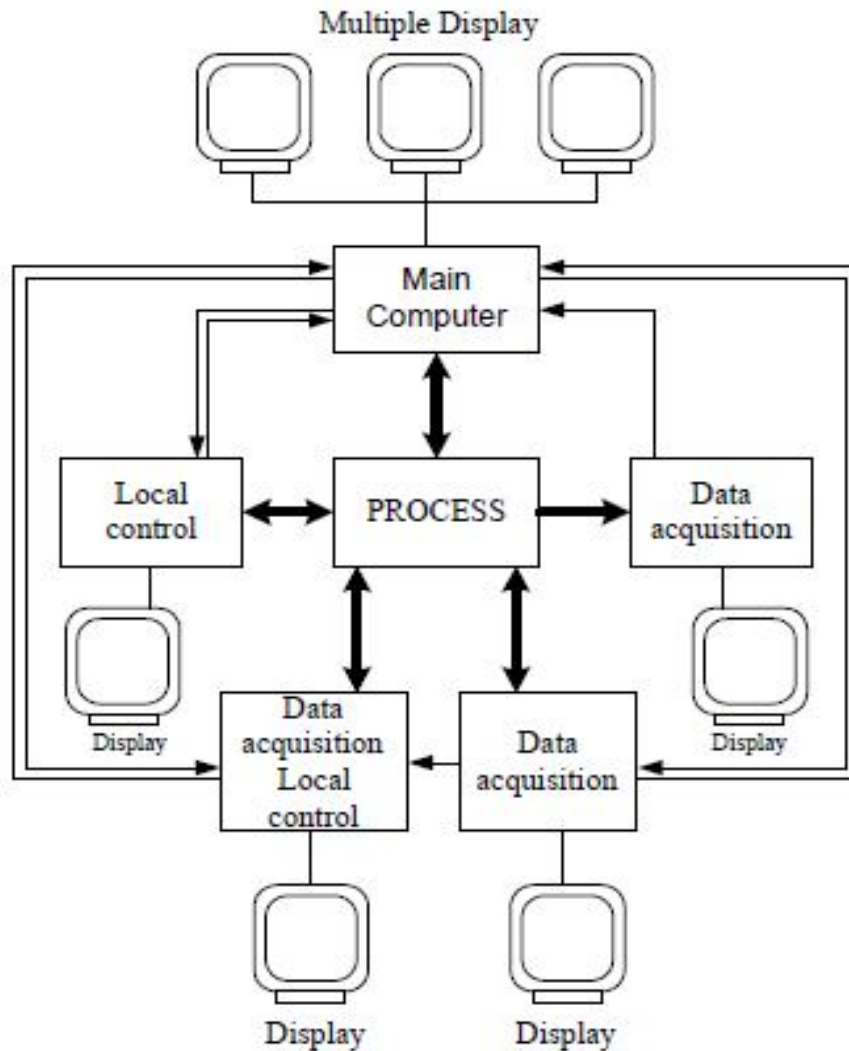 Multiple Display
Main
Computer
Local
control
PROCESS
Data
acquisition
Display
Display
Data
acquisition
Local
control
Data
acquisition
Display
Display